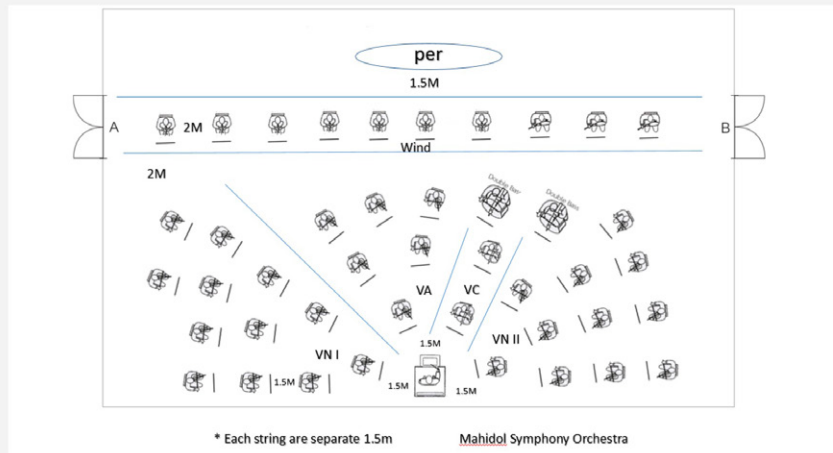 per
1.5M
A
2M
B
Wind
2M
Double Bass
Double Bass
VA
VC
1.5M
VN II
VN I
1.5M
1.5M
1.5M
* Each string are separate 1.5m
Mahidol Symphony Orchestra